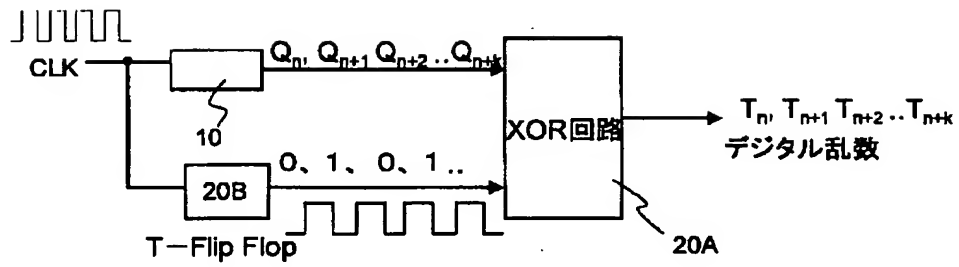 CLK
Qn, Qn+1 Qn+2 ‥Qn+k
10
XOR回路
Tn, Tn+1 Tn+2 ‥Tn+k
デジタル乱数
0、1、0、1‥
20B
T－Flip Flop
20A